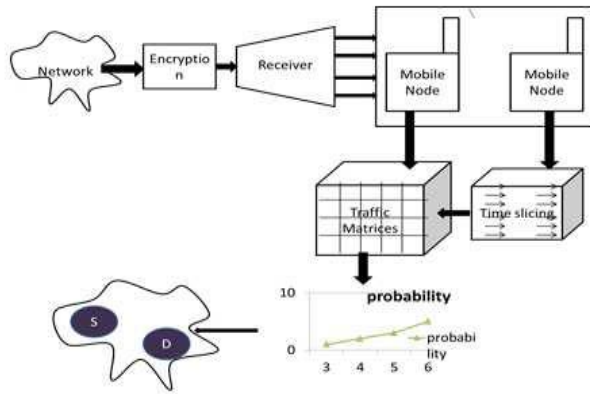 Network
Encryptio
n
Receiver
Mobile
Node
Mobile
Node
Traffic
Matrices
Time slicing
10
probability
0
3 4 5 6
probabi
lity
S
D